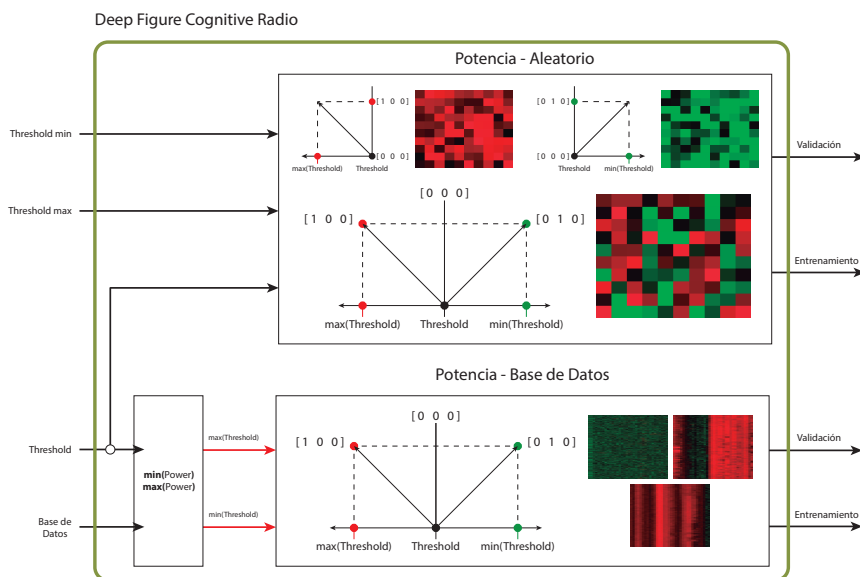 Deep Figure Cognitive Radio
Potencia - Aleatorio
[ 1 0 0 ]
[ 0 0 0 ]
max(Threshold)
Threshold
[ 0 1 0 ]
[ 0 0 0 ]
Threshold
min(Threshold)
Threshold min
Validación
Threshold max
[ 0 0 0 ]
[ 1 0 0 ]
[ 0 1 0 ]
Entrenamiento
max(Threshold)
Threshold
min(Threshold)
Potencia - Base de Datos
[ 0 0 0 ]
[ 1 0 0 ]
[ 0 1 0 ]
Threshold
max(Threshold)
Validación
min(Power)
max(Power)
min(Threshold)
Base de
Datos
Entrenamiento
max(Threshold)
Threshold
min(Threshold)